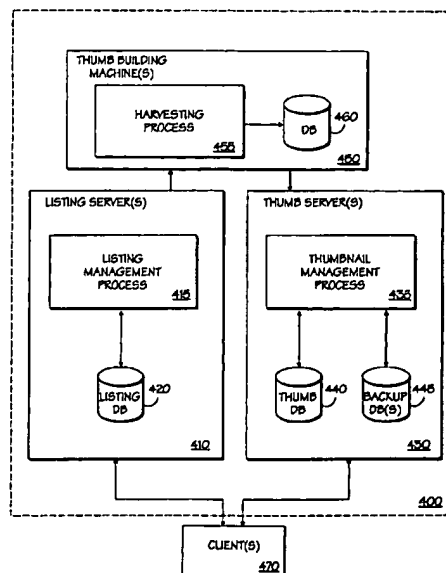 THUMB BUILDING
MACHINE(S)
HARVESTING
PROCESS
455
DB
460
450
LISTING SERVER(S)
THUMB SERVER(S)
LISTING
MANAGEMENT
PROCESS
415
THUMBNAIL
MANAGEMENT
PROCESS
435
LISTING
DB
420
THUMB
DB
440
BACKUP
DB(S)
445
410
430
400
CLIENT(S)
470